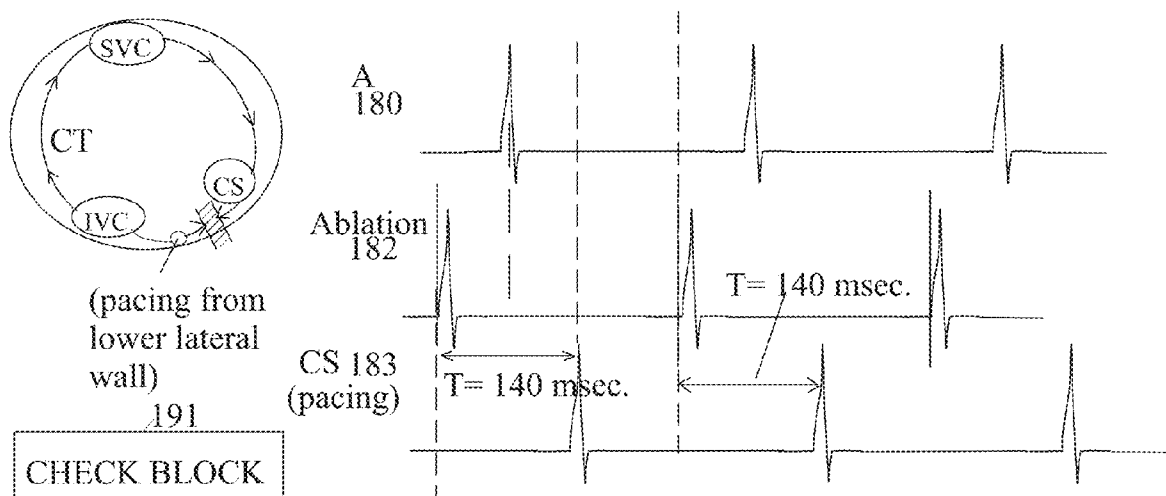 SVC
CT
CS
IVC
(pacing from
lower lateral
wall)
191
CHECK BLOCK
A
180
Ablation
182
T= 140 msec.
CS 183
(pacing)
T= 140 msec.